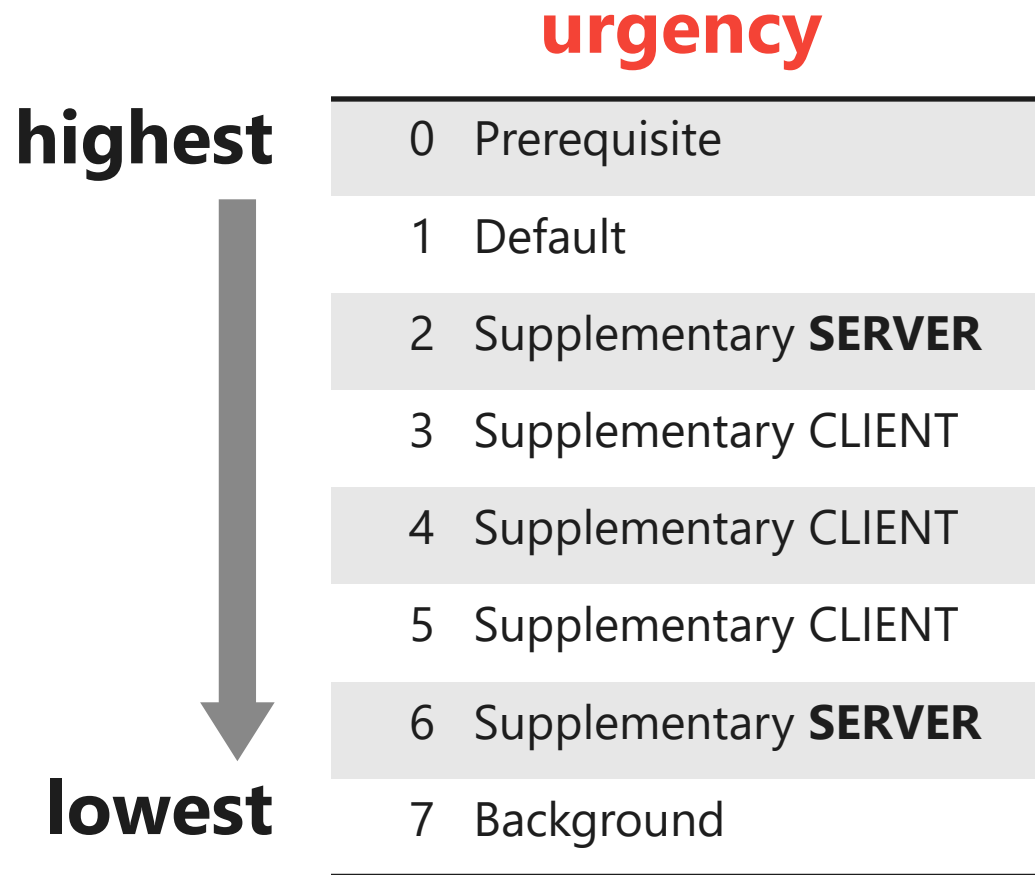 urgency
highest
0 Prerequisite
1 Default
2 Supplementary SERVER
3 Supplementary CLIENT
4 Supplementary CLIENT
5 Supplementary CLIENT
6 Supplementary SERVER
lowest
7 Background